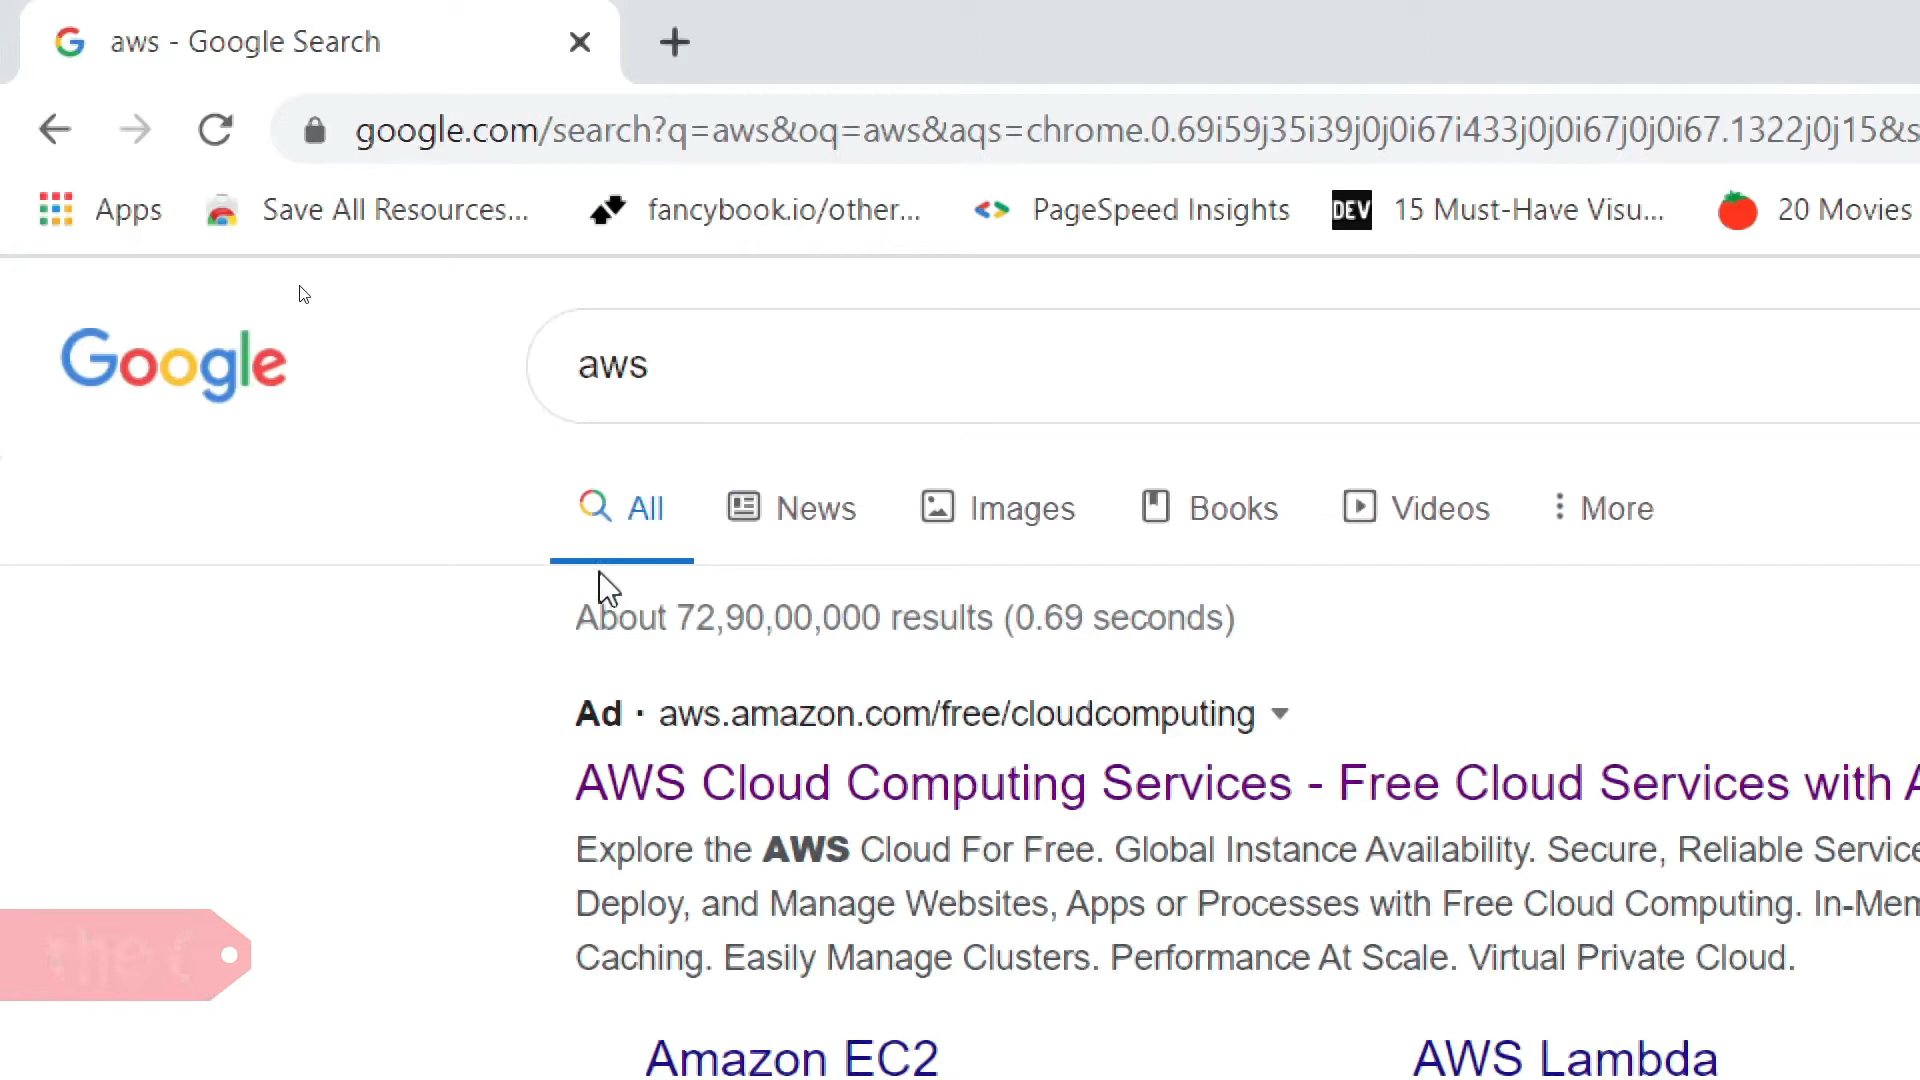 aws - Google Search
google.com/search?q=aws&oq=aws&aqs=chrome.0.69i59j35i39j0j0i67i433j0j0i67j0j0i67.1322j0j15&s
Apps Save All Resources... fancybook.io/other... PageSpeed Insights DEV 15 Must-Have Visu... 20 Movies
Google aws
All News Images Books Videos More
About 72,90,00,000 results (0.69 seconds)
Ad · aws.amazon.com/free/cloudcomputing
AWS Cloud Computing Services - Free Cloud Services with A
Explore the AWS Cloud For Free. Global Instance Availability. Secure, Reliable Service
Deploy, and Manage Websites, Apps or Processes with Free Cloud Computing. In-Mem
Caching. Easily Manage Clusters. Performance At Scale. Virtual Private Cloud.
Amazon EC2 AWS Lambda